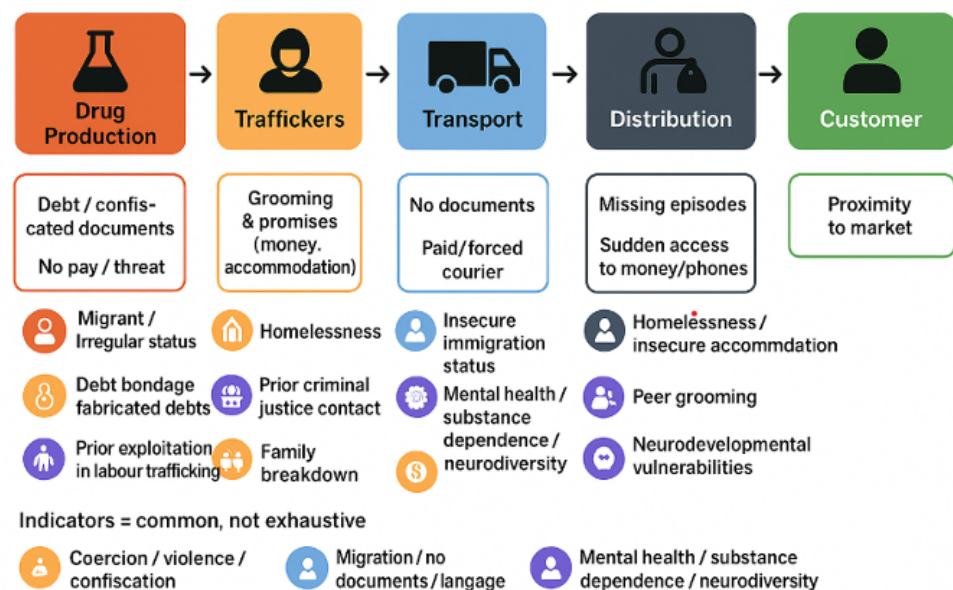 Drug
Production
Traffickers
Transport
Distribution
Customer
Debt / confis-
cated documents
No pay / threat
Grooming
& promises
(money.
accommodation)
No documents
Paid/forced
courier
Missing episodes
Sudden access
to money/phones
Proximity
to market
Migrant /
Irregular status
Homelessness
Insecure
immigration
status
Homelessness /
insecure accommdation
Debt bondage
fabricated debts
Prior criminal
justice contact
Mental health /
substance
dependence /
neurodiversity
Peer grooming
Prior exploitation
in labour trafficking
Family
breakdown
$
Neurodevelopmental
vulnerabilities
Indicators = common, not exhaustive
Coercion / violence /
confiscation
Migration / no
documents / langage
Mental health / substance
dependence / neurodiversity